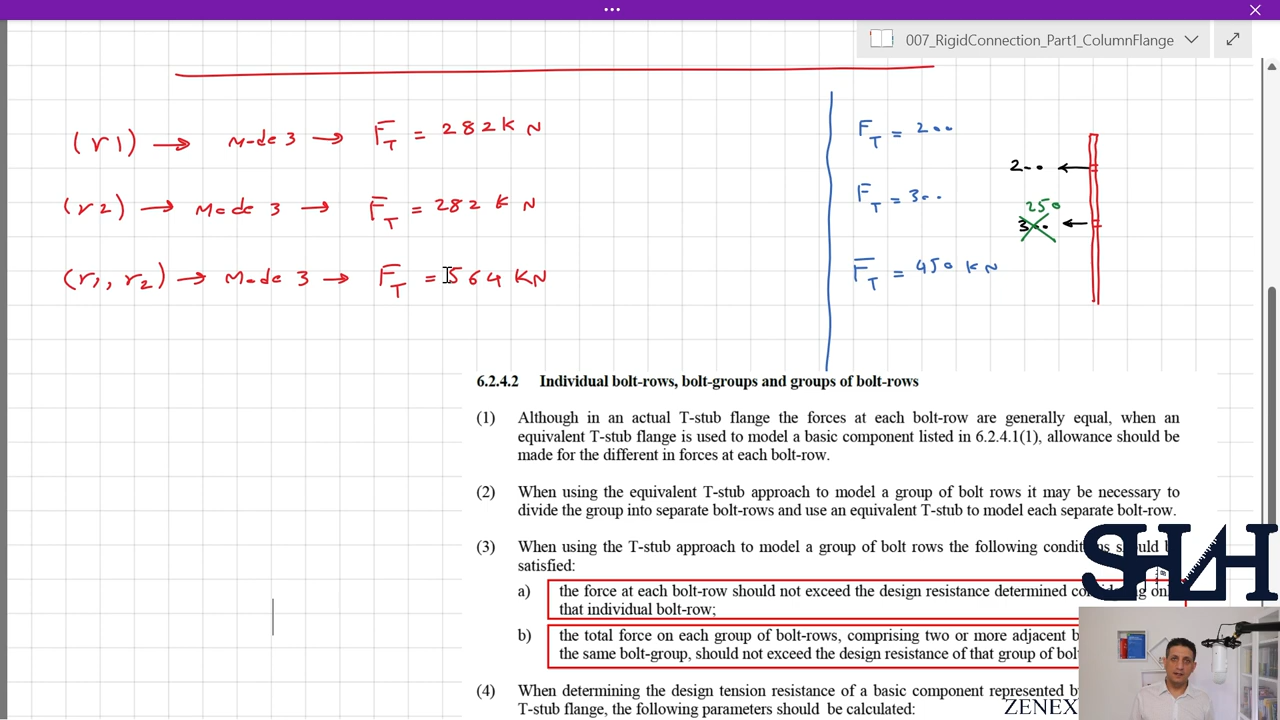 007_RigidConnection_Part1_ColumnFlange
(r1) → Mode 3 → F_T = 282 kN
(r2) → Mode 3 → F_T = 282 kN
(r1, r2) → Mode 3 → F_T = 564 KN
F_T = 200
F_T = 300
F_T = 450 KN
200
250
300
6.2.4.2 Individual bolt-rows, bolt-groups and groups of bolt-rows
(1) Although in an actual T-stub flange the forces at each bolt-row are generally equal, when an
equivalent T-stub flange is used to model a basic component listed in 6.2.4.1(1), allowance should be
made for the different in forces at each bolt-row.
(2) When using the equivalent T-stub approach to model a group of bolt rows it may be necessary to
divide the group into separate bolt-rows and use an equivalent T-stub to model each separate bolt-row.
(3) When using the T-stub approach to model a group of bolt rows the following conditions should
satisfied:
a) the force at each bolt-row should not exceed the design resistance determined considering
that individual bolt-row;
b) the total force on each group of bolt-rows, comprising two or more adjacent
the same bolt-group, should not exceed the design resistance of that group of
(4) When determining the design tension resistance of a basic component represented
T-stub flange, the following parameters should be calculated:
SHZH
ZENEX